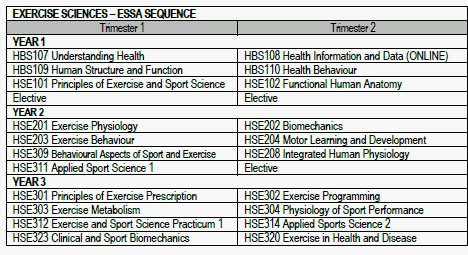 EXERCISE SCIENCES – ESSA SEQUENCE
Trimester 1 Trimester 2
YEAR 1
HBS107 Understanding Health HBS108 Health Information and Data (ONLINE)
HBS109 Human Structure and Function HBS110 Health Behaviour
HSE101 Principles of Exercise and Sport Science HSE102 Functional Human Anatomy
Elective Elective
YEAR 2
HSE201 Exercise Physiology HSE202 Biomechanics
HSE203 Exercise Behaviour HSE204 Motor Learning and Development
HSE309 Behavioural Aspects of Sport and Exercise HSE208 Integrated Human Physiology
HSE311 Applied Sport Science 1 Elective
YEAR 3
HSE301 Principles of Exercise Prescription HSE302 Exercise Programming
HSE303 Exercise Metabolism HSE304 Physiology of Sport Performance
HSE312 Exercise and Sport Science Practicum 1 HSE314 Applied Sports Science 2
HSE323 Clinical and Sport Biomechanics HSE320 Exercise in Health and Disease